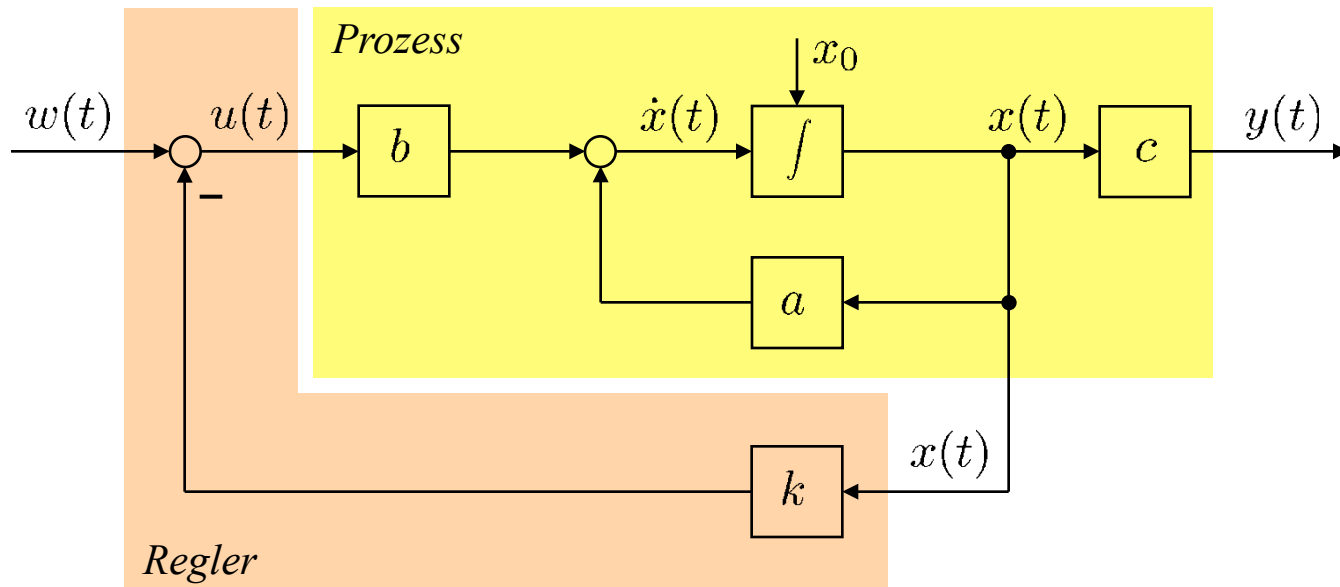 Prozess
x₀
w(t)
u(t)
b
ẋ(t)
∫
x(t)
c
y(t)
–
a
x(t)
k
Regler